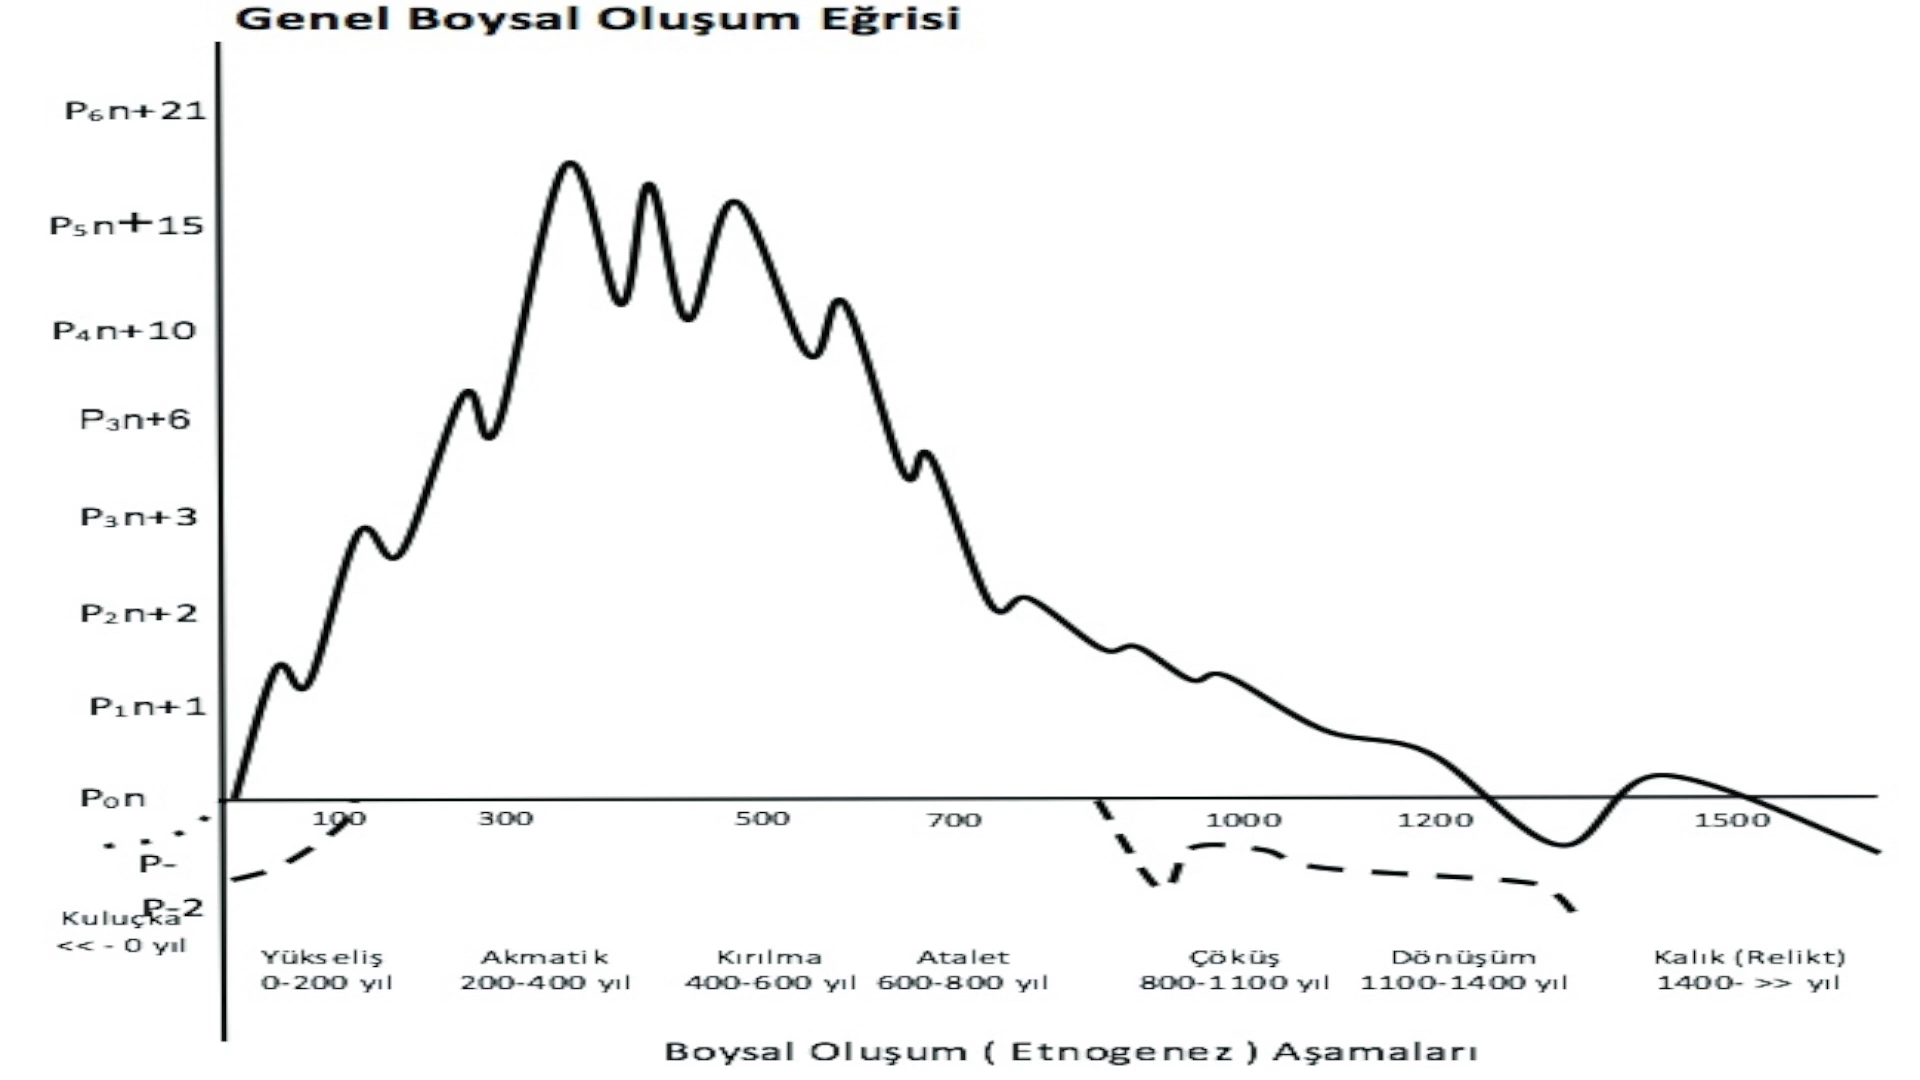 Genel Boysal Oluşum Eğrisi
P₆n+21
P₅n+15
P₄n+10
P₃n+6
P₃n+3
P₂n+2
P₁n+1
P₀n
100
300
500
700
1000
1200
1500
P-
P-2
Kuluçka
<< - 0 yıl
Yükseliş
0-200 yıl
Akmatik
200-400 yıl
Kırılma
400-600 yıl
Atalet
600-800 yıl
Çöküş
800-1100 yıl
Dönüşüm
1100-1400 yıl
Kalık (Relikt)
1400- >> yıl
Boysal Oluşum ( Etnogenez ) Aşamaları